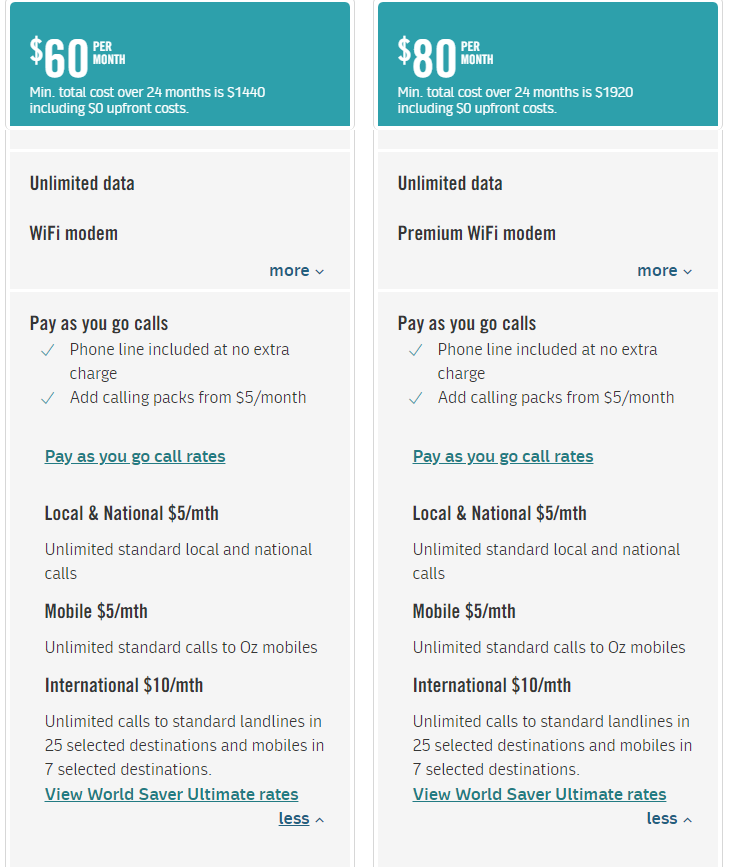 $60 PER MONTH
Min. total cost over 24 months is $1440
including $0 upfront costs.
Unlimited data
WiFi modem
more
Pay as you go calls
Phone line included at no extra
charge
Add calling packs from $5/month
Pay as you go call rates
Local & National $5/mth
Unlimited standard local and national
calls
Mobile $5/mth
Unlimited standard calls to Oz mobiles
International $10/mth
Unlimited calls to standard landlines in
25 selected destinations and mobiles in
7 selected destinations.
View World Saver Ultimate rates
less
$80 PER MONTH
Min. total cost over 24 months is $1920
including $0 upfront costs.
Unlimited data
Premium WiFi modem
more
Pay as you go calls
Phone line included at no extra
charge
Add calling packs from $5/month
Pay as you go call rates
Local & National $5/mth
Unlimited standard local and national
calls
Mobile $5/mth
Unlimited standard calls to Oz mobiles
International $10/mth
Unlimited calls to standard landlines in
25 selected destinations and mobiles in
7 selected destinations.
View World Saver Ultimate rates
less